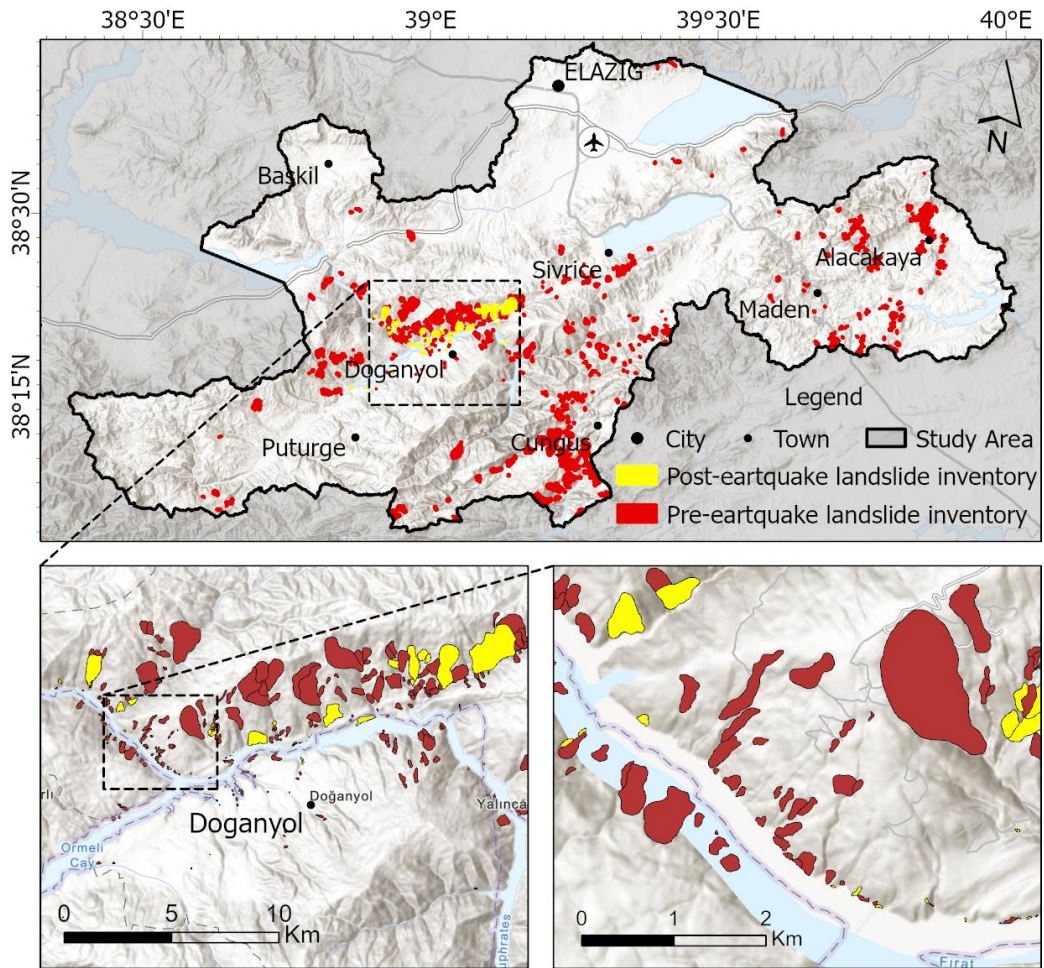 38°30'E
39°E
39°30'E
40°E
ELAZIG
N
Baskil
38°30'N
Sivrice
Alacakaya
Maden
Doganyol
38°15'N
Legend
Puturge
Cungus
City
Town
Study Area
Post-eartquake landslide inventory
Pre-eartquake landslide inventory
Doğanyol
Yalınca
Doganyol
Ormeli
Cay
0
5
10
Km
uphrates
0
1
2
Km
Fırat